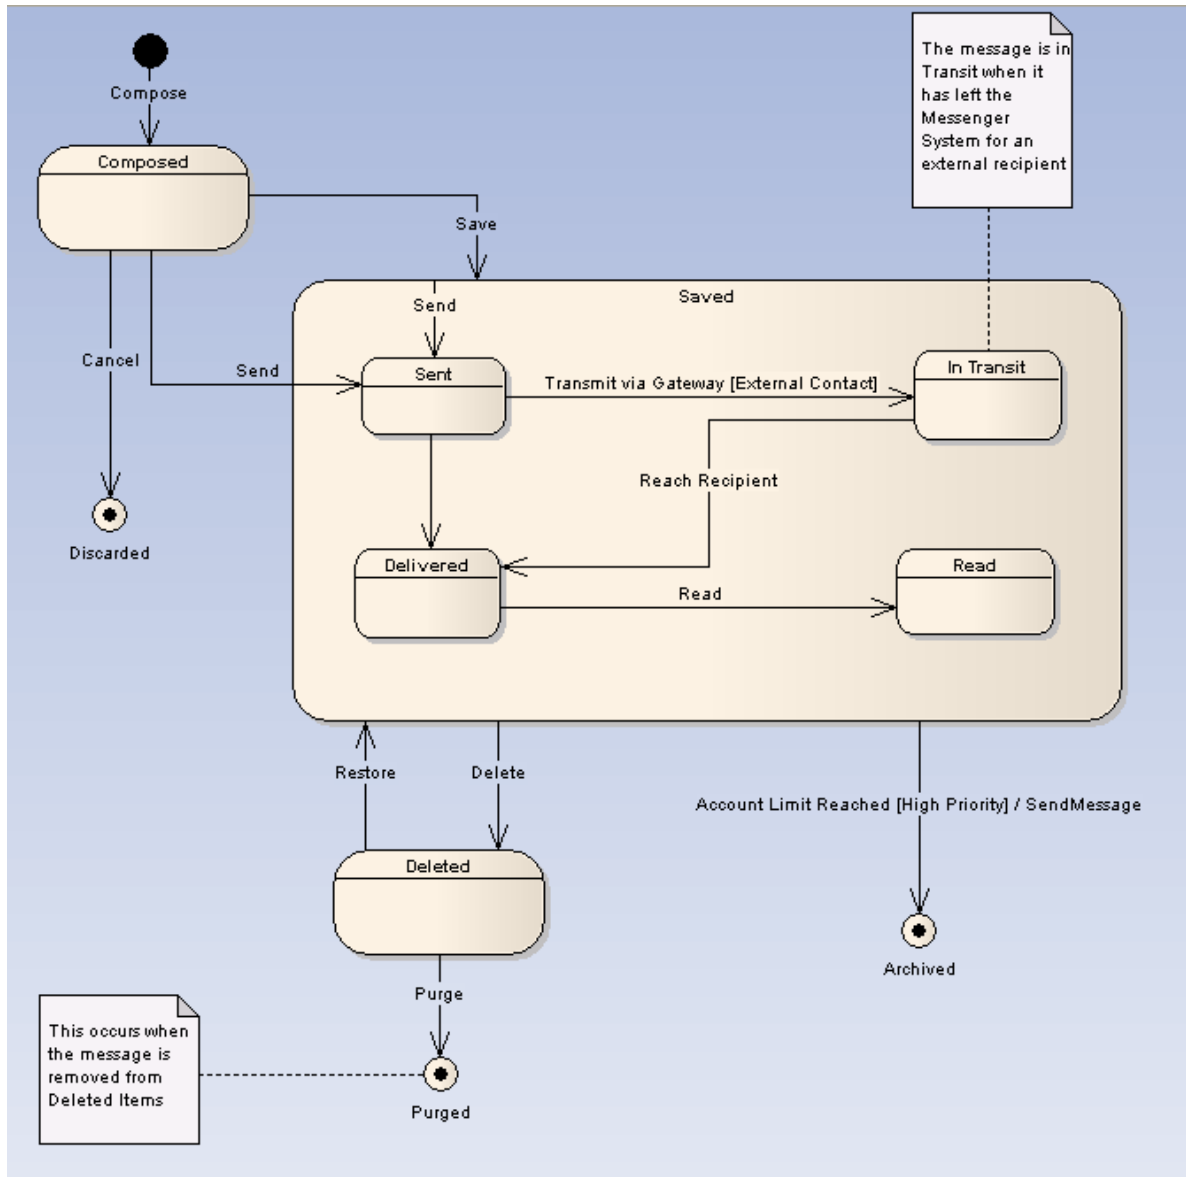 Compose
The message is in
Transit when it
has left the
Messenger
System for an
external recipient
Composed
Save
Saved
Send
Cancel
Send
Sent
Transmit via Gateway [External Contact]
In Transit
Reach Recipient
Discarded
Delivered
Read
Read
Restore
Delete
Account Limit Reached [High Priority] / SendMessage
Deleted
Archived
Purge
This occurs when
the message is
removed from
Deleted Items
Purged